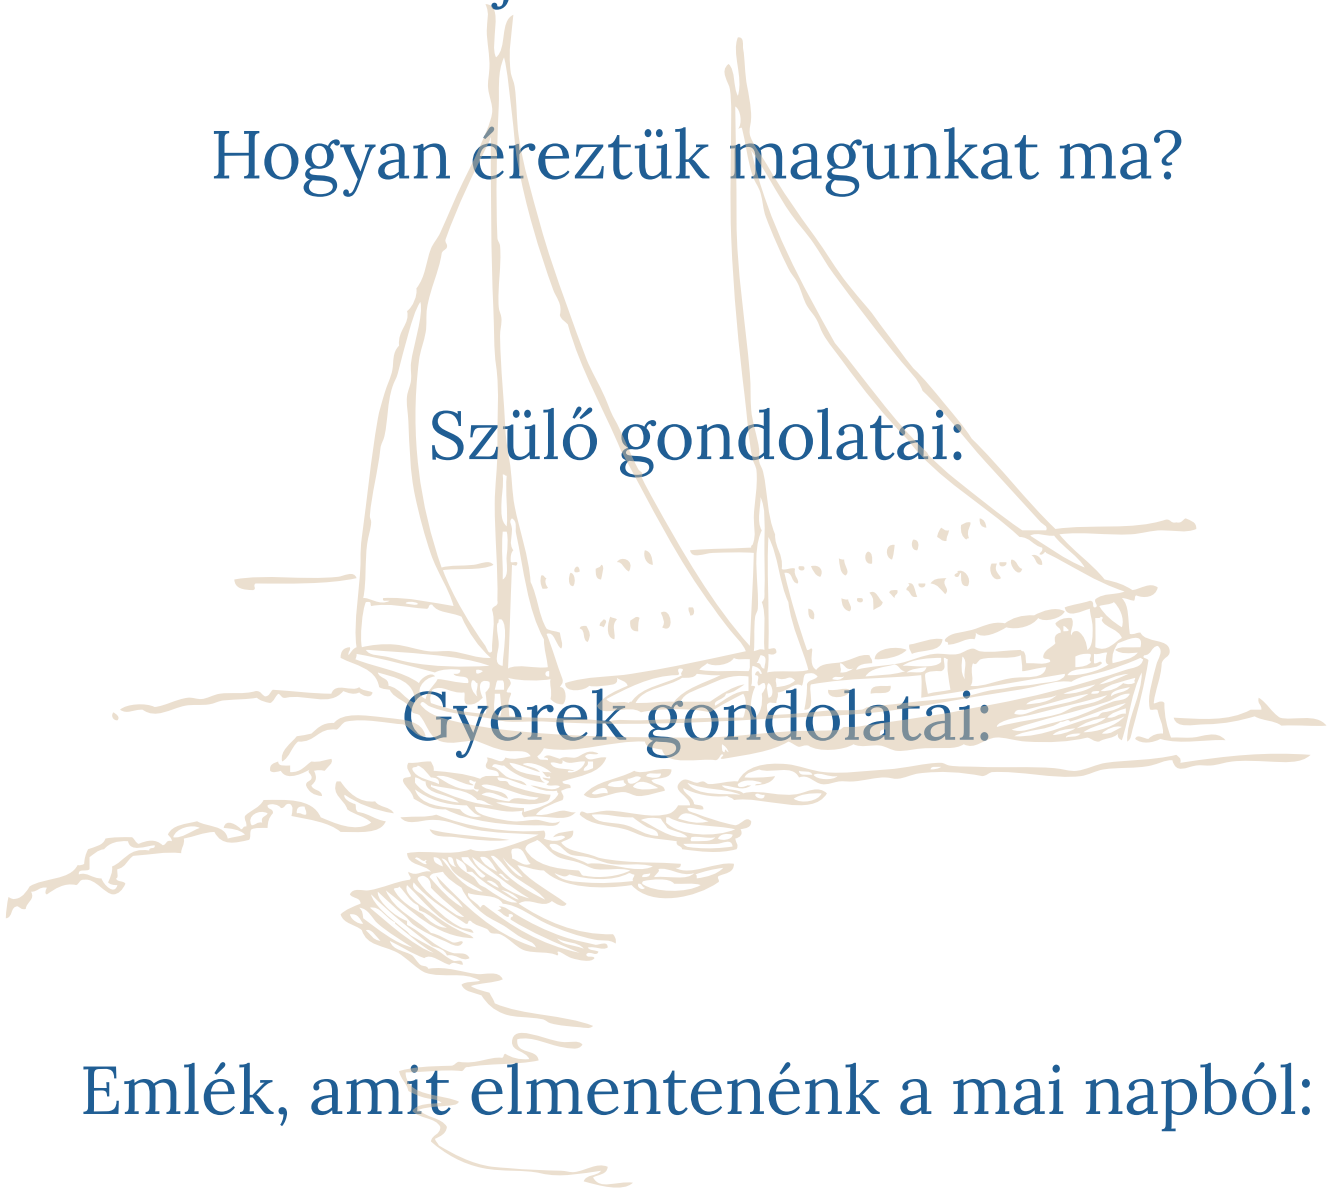 Hogyan éreztük magunkat ma?
Szülő gondolatai:
Gyerek gondolatai:
Emlék, amit elmentenénk a mai napból: